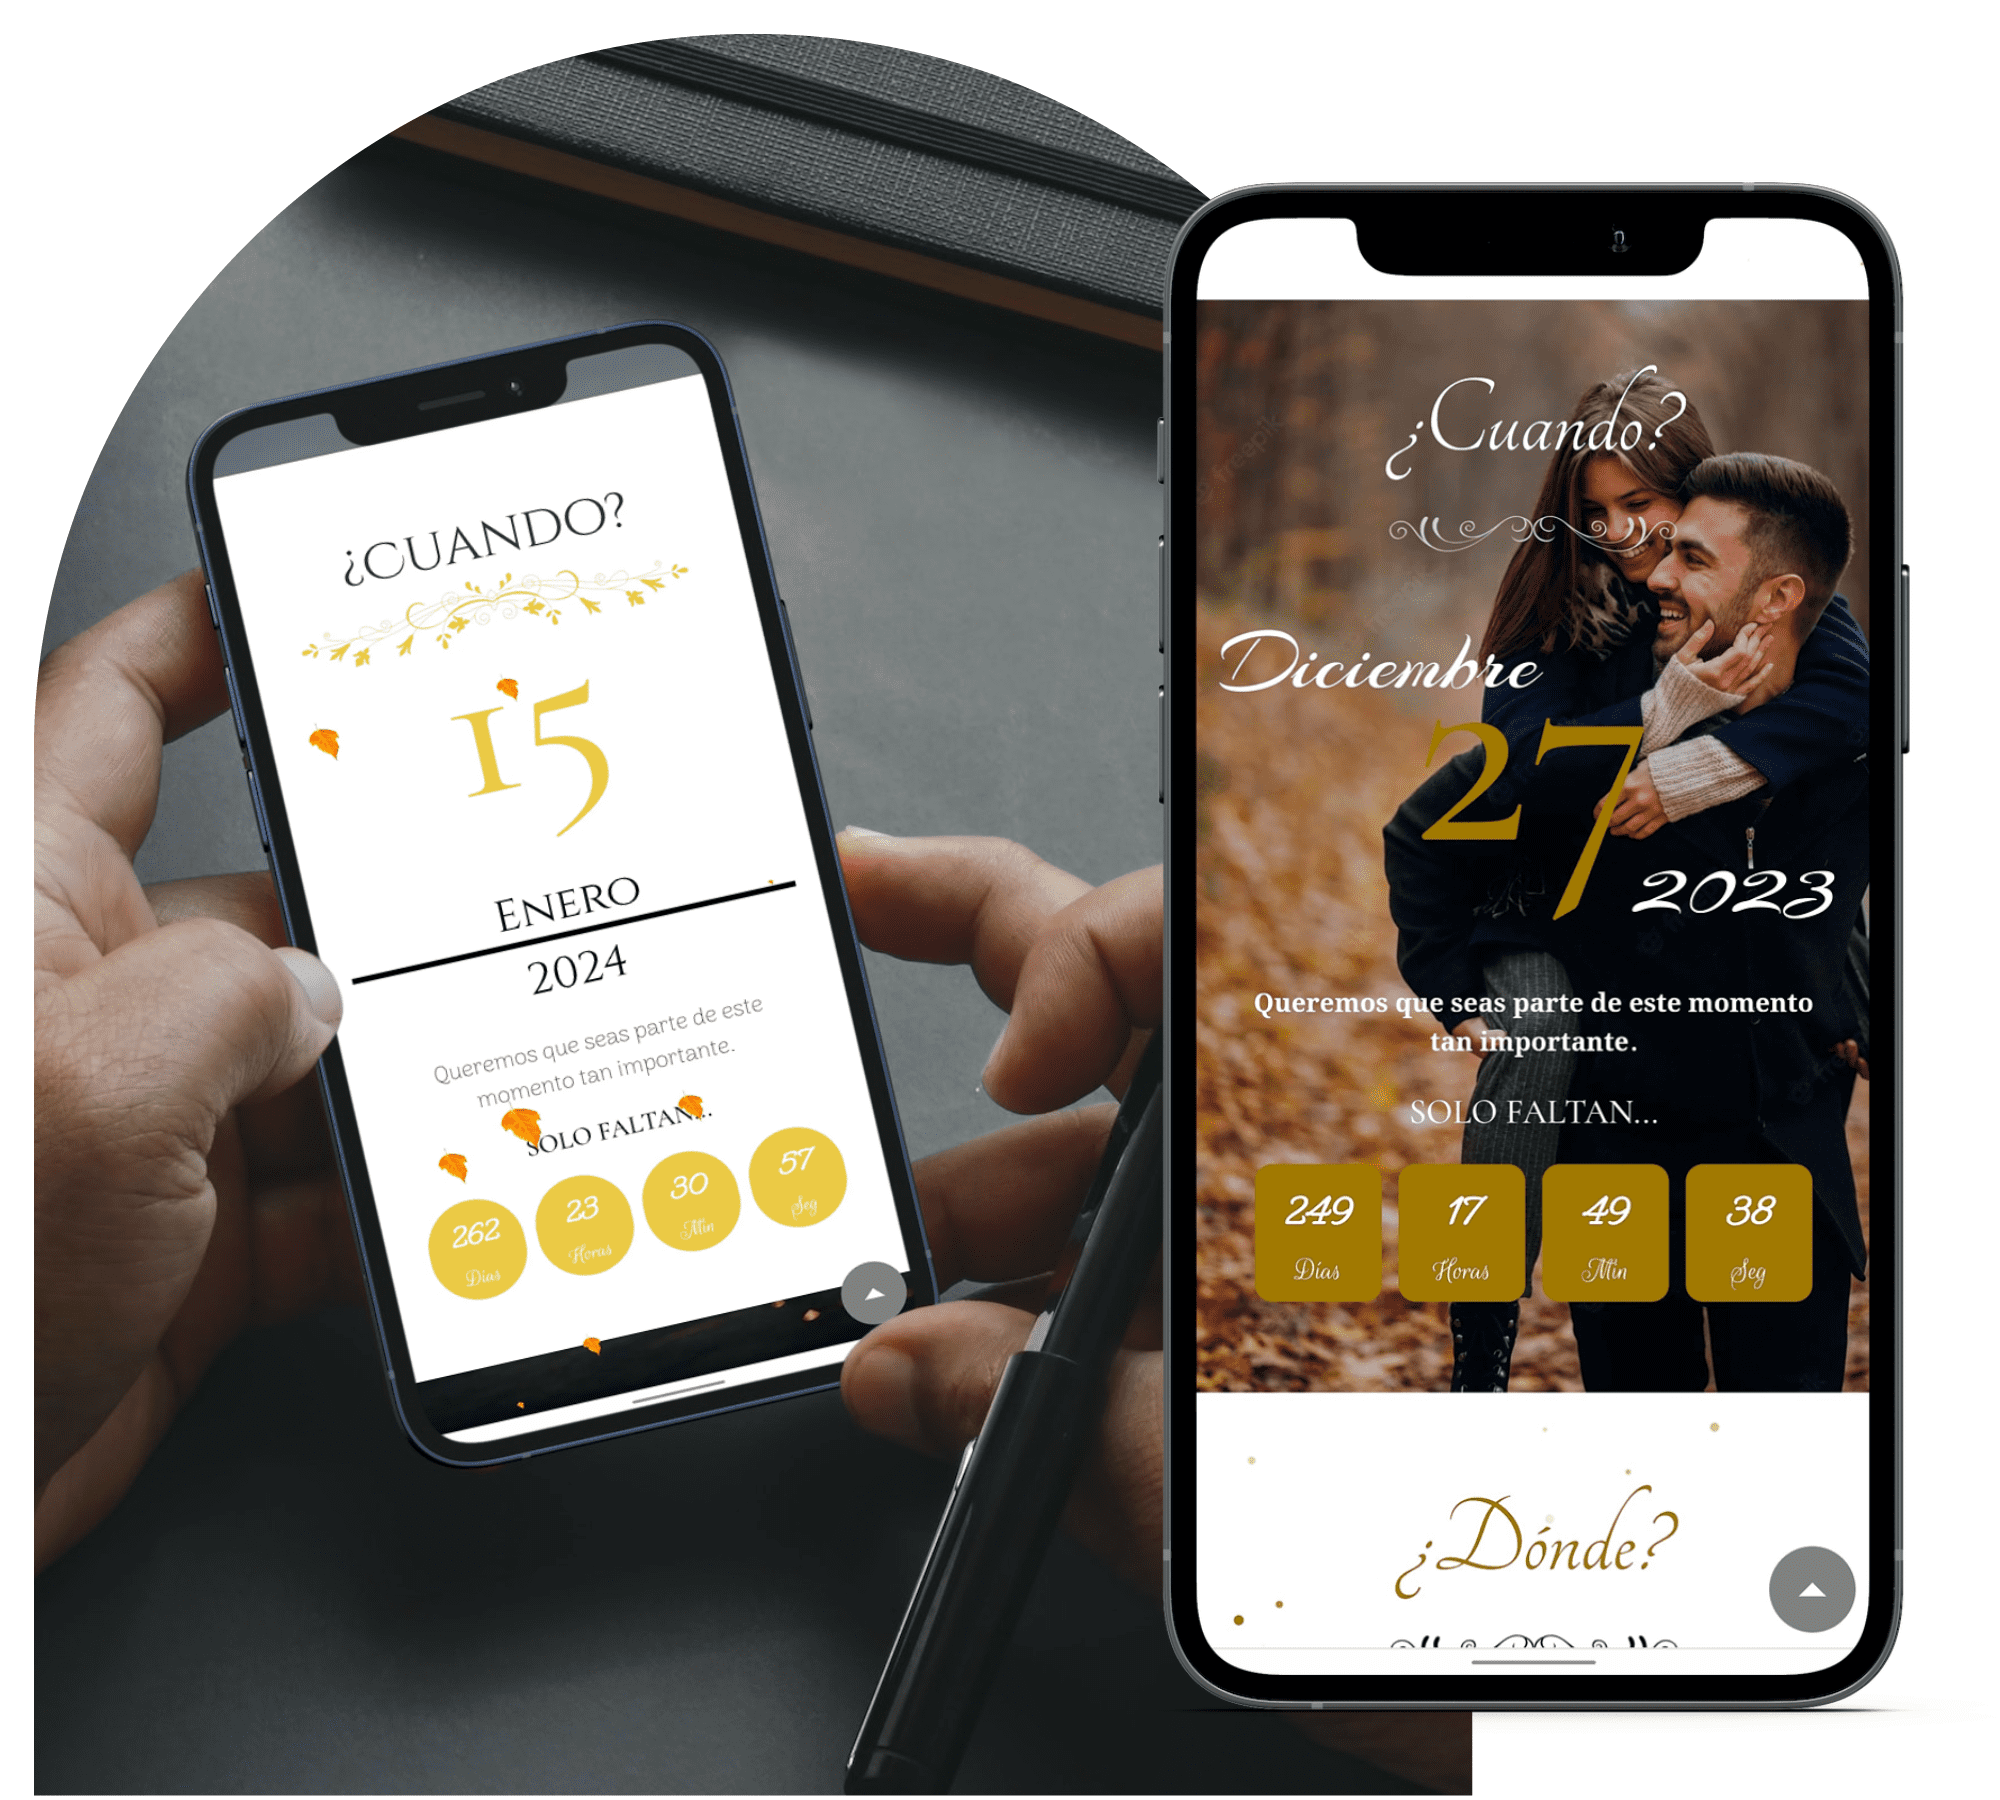 ¿CUANDO?
15
ENERO
2024
Queremos que seas parte de este
momento tan importante.
SOLO FALTAN...
262 23 30 57
Días Horas Min Seg
¿Cuando?
Diciembre
27
2023
Queremos que seas parte de este momento
tan importante.
SOLO FALTAN...
249 17 49 38
Días Horas Min Seg
¿Dónde?
freepik